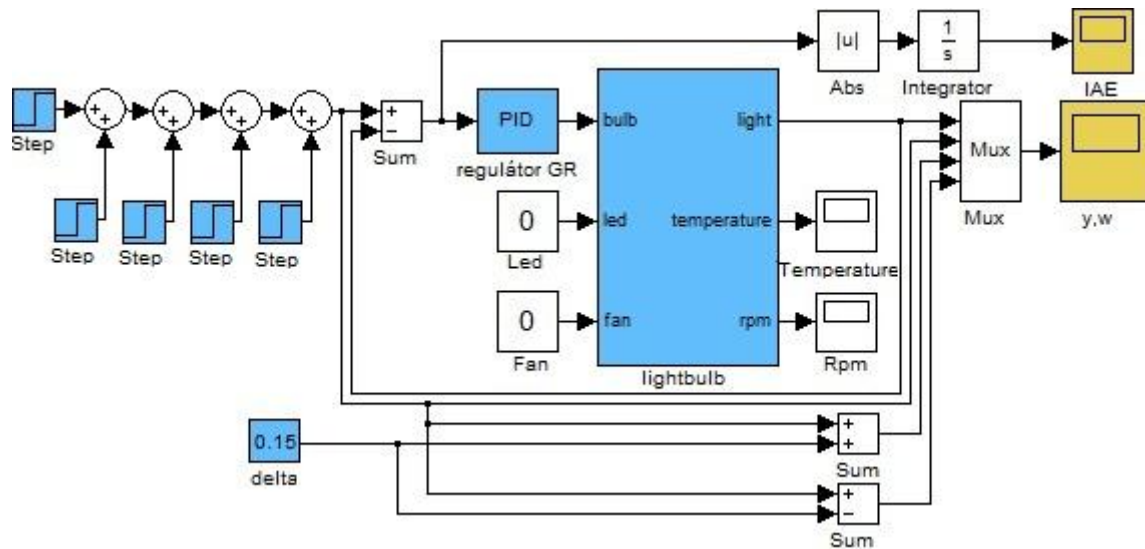 |u|
Abs
1
s
Integrator
IAE
Step
+
+
+
+
+
+
+
+
+
−
Sum
PID
regulátór GR
bulb
light
Mux
Mux
y,w
Step
Step
Step
Step
0
Led
led
temperature
Temperature
0
Fan
fan
rpm
Rpm
lightbulb
0.15
delta
+
+
Sum
+
−
Sum